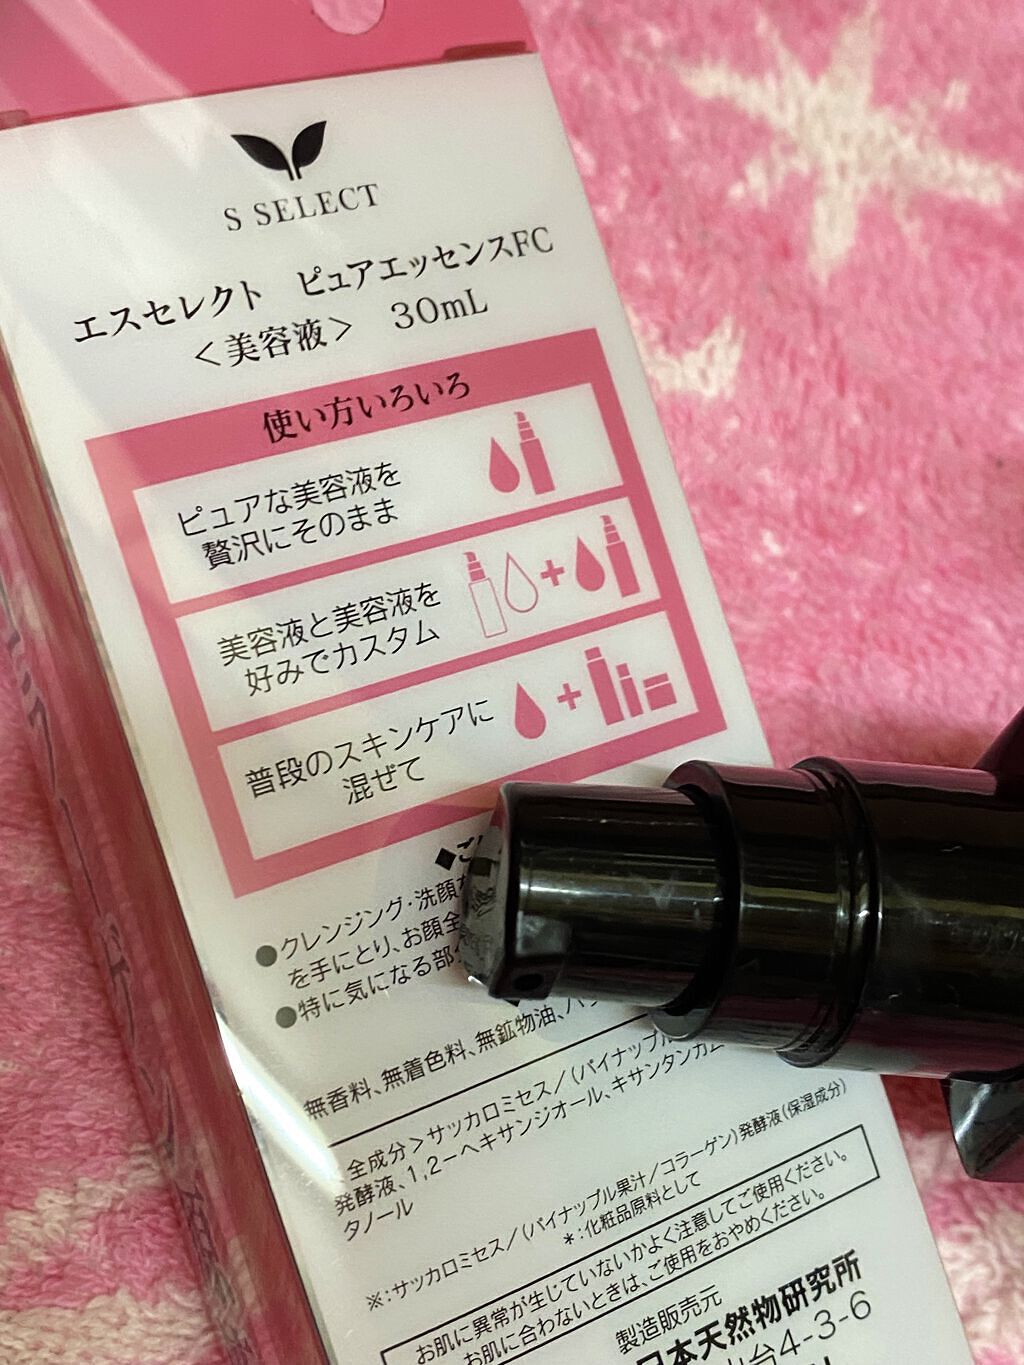 S SELECT
エスセレクト ピュアエッセンスFC
＜美容液＞ 30mL
使い方いろいろ
ピュアな美容液を
贅沢にそのまま
美容液と美容液を
好みでカスタム
普段のスキンケアに
混ぜて
●クレンジング・洗顔
を手にとり、お顔全
●特に気になる部
無香料、無着色料、無鉱物油、
全成分＞サッカロミセス／(パイナップル
発酵液、1,2－ヘキサンジオール、キサンタンガム
タノール
※:サッカロミセス／(パイナップル果汁／コラーゲン)発酵液(保湿成分)
＊:化粧品原料として
お肌に異常が生じていないかよく注意してご使用ください。
お肌に合わないときは、ご使用をおやめください。
製造販売元
日本天然物研究所
台4-3-6